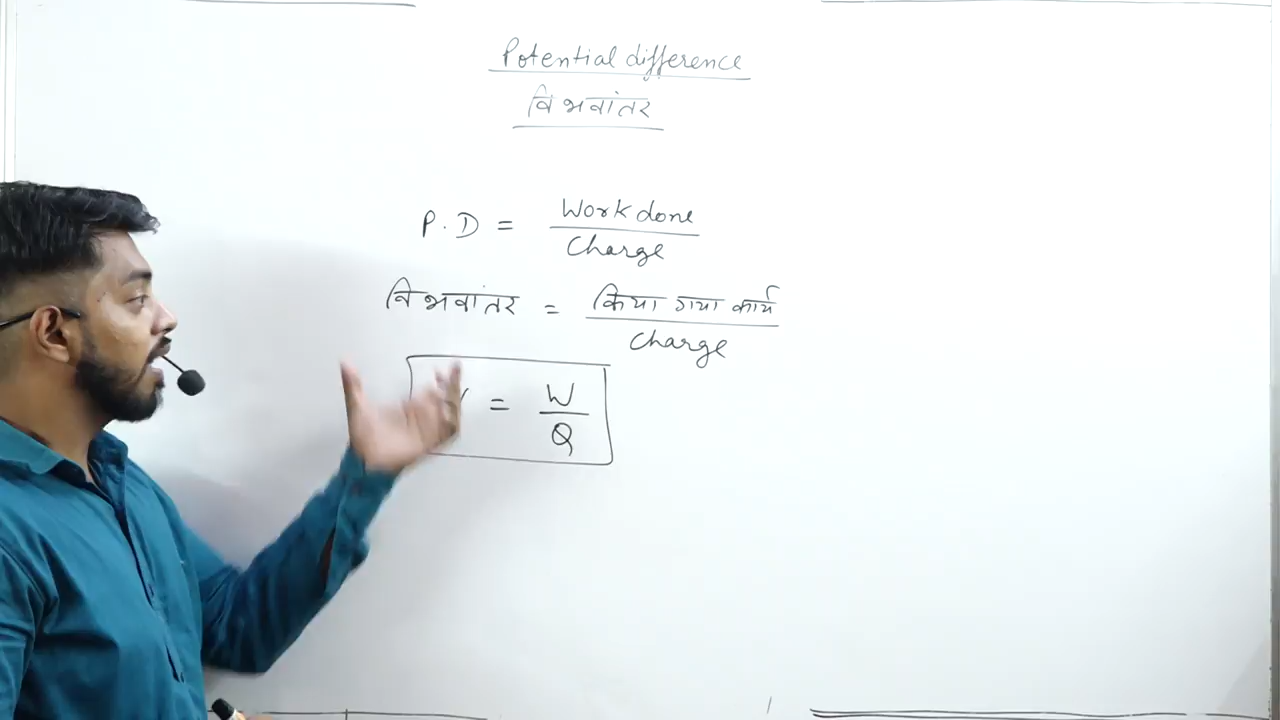 Potential difference
विभवांतर
P.D = Work done / Charge
विभवांतर = किया गया कार्य / Charge
V = W / Q